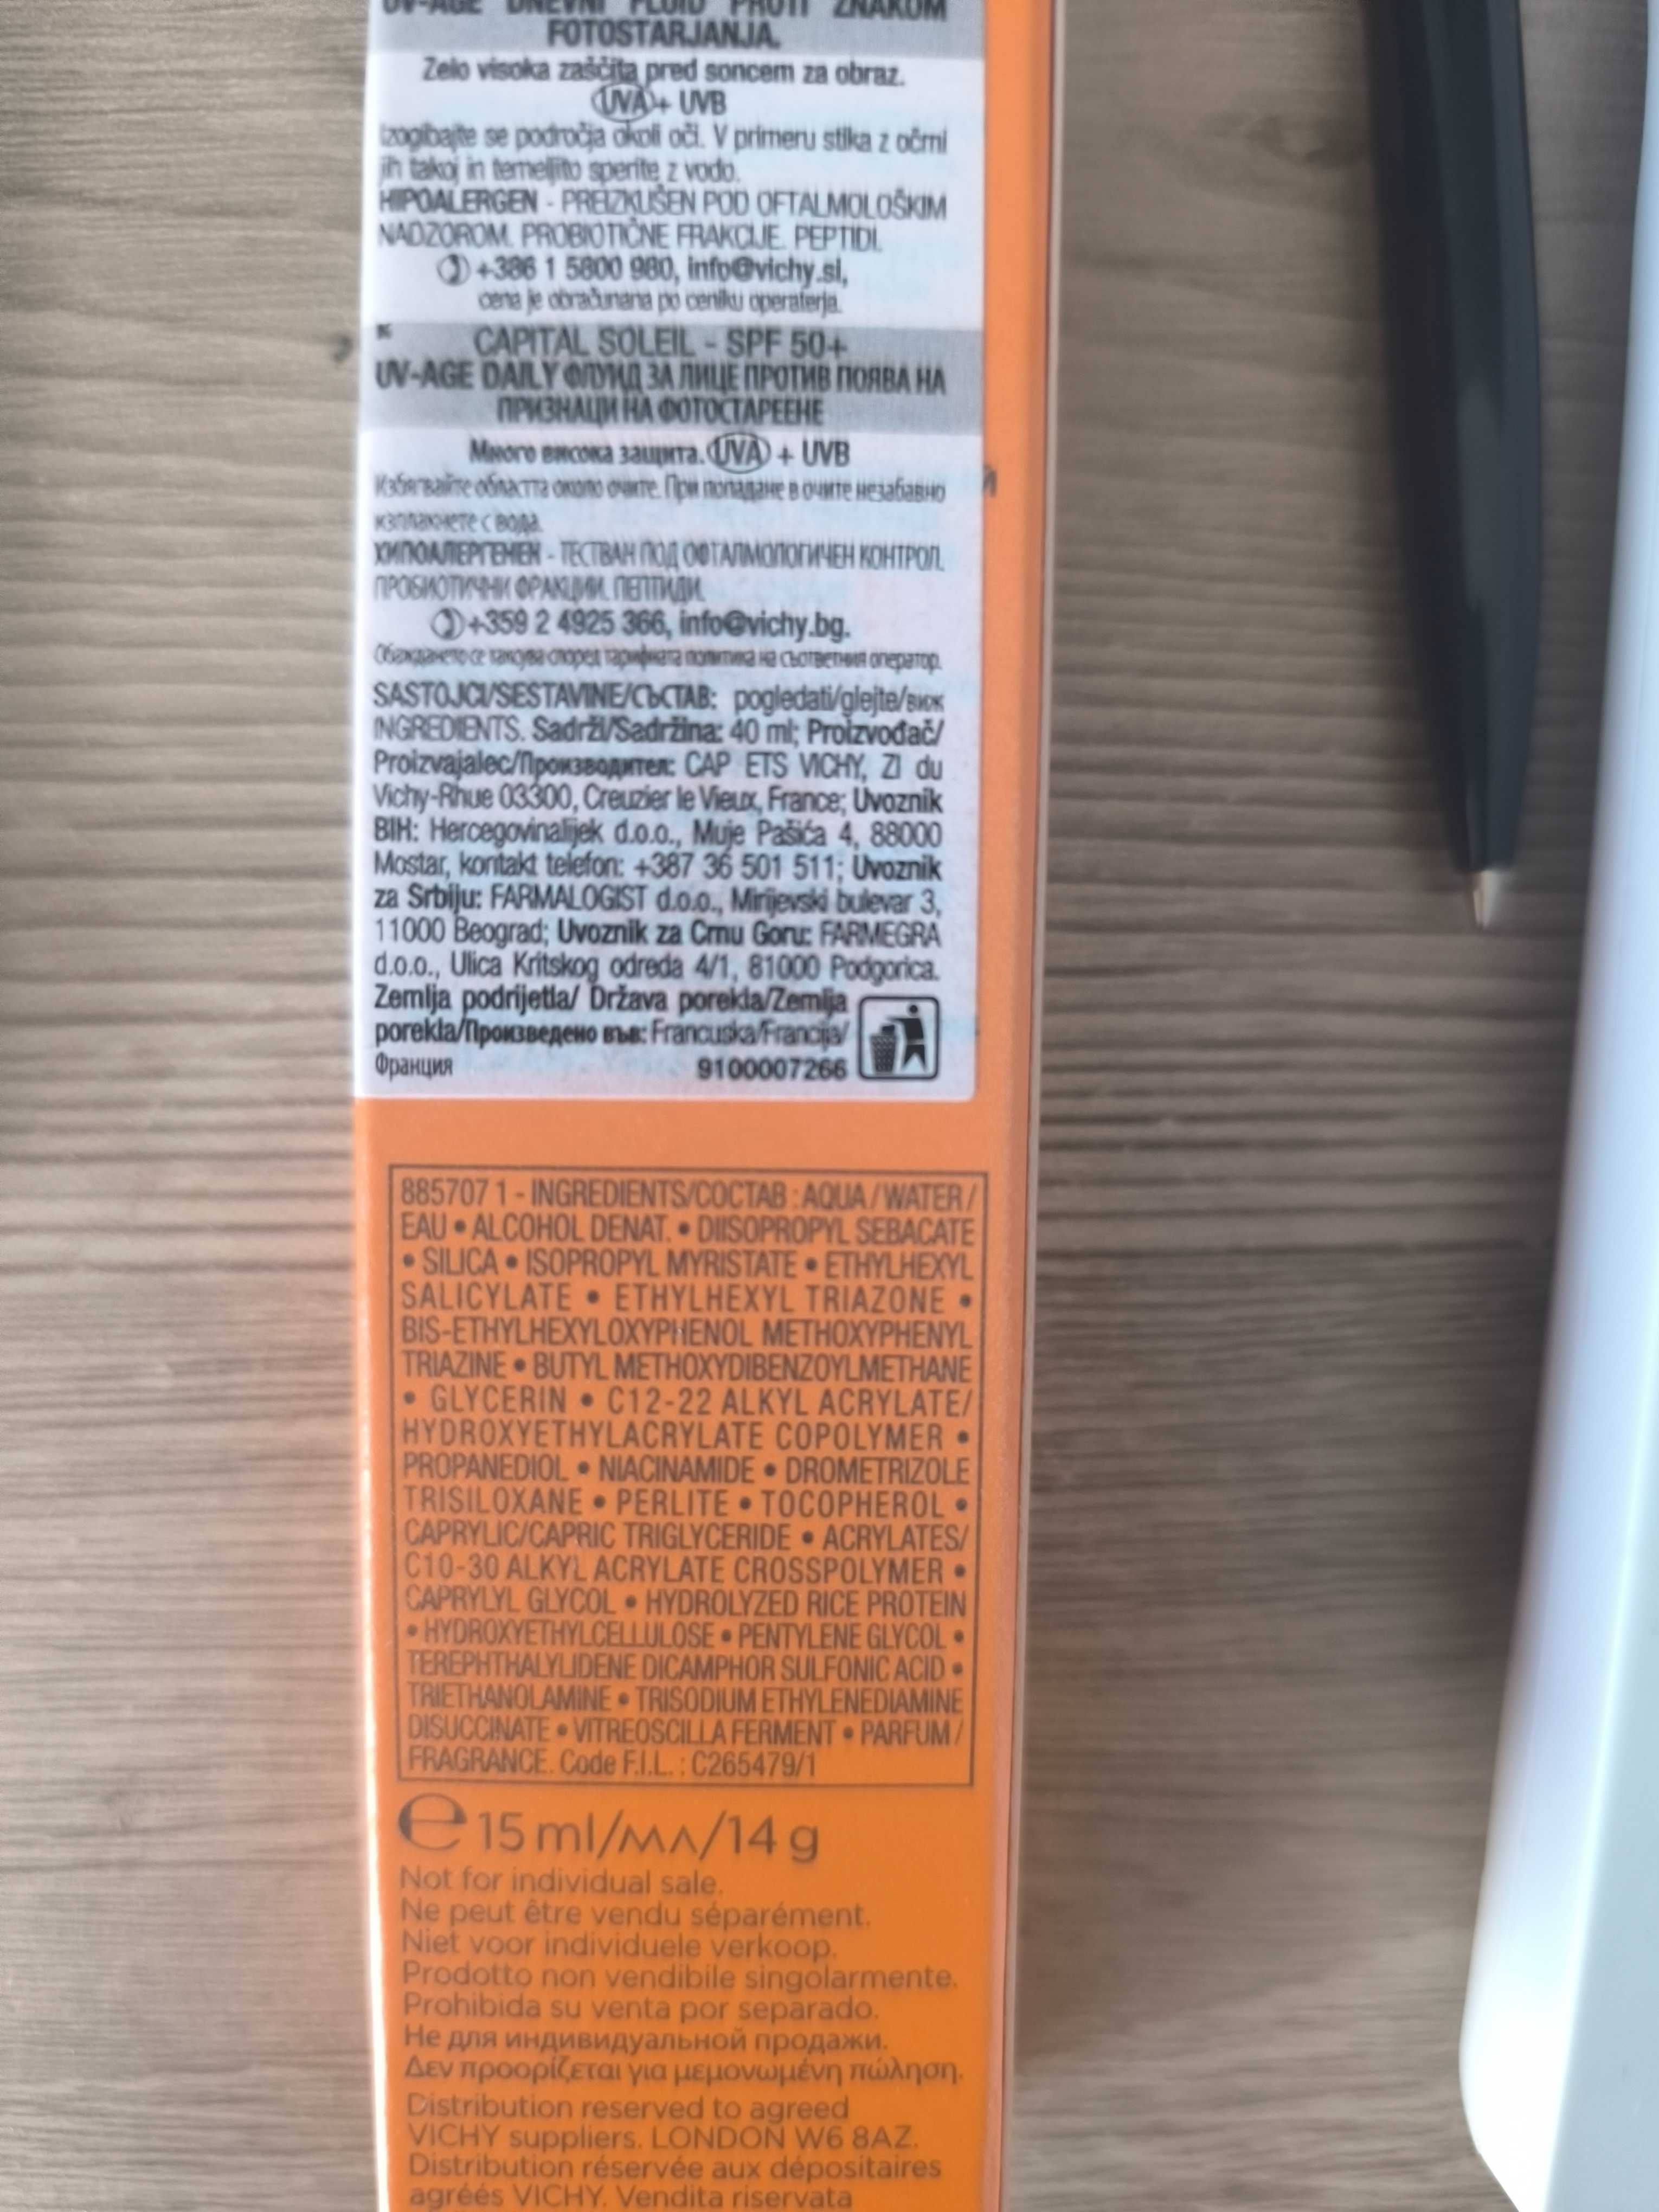 UV-AGE DNEVNI FLUID PROTI ZNAKOM
FOTOSTARJANJA.
Zelo visoka zaščita pred soncem za obraz.
UVA + UVB
Izogibajte se področja okoli oči. V primeru stika z očmi
jih takoj in temeljito sperite z vodo.
HIPOALERGEN - PREIZKUŠEN POD OFTALMOLOŠKIM
NADZOROM. PROBIOTIČNE FRAKCIJE. PEPTIDI.
+386 1 5800 980, info@vichy.si,
cena je obračunana po ceniku operaterja.
CAPITAL SOLEIL - SPF 50+
UV-AGE DAILY ФЛУИД ЗА ЛИЦЕ ПРОТИВ ПОЯВА НА
ПРИЗНАЦИ НА ФОТОСТАРЕЕНЕ
Много висока защита. UVA + UVB
Избягвайте областта около очите. При попадане в очите незабавно
изплакнете с вода.
ХИПОАЛЕРГЕНЕН - ТЕСТВАН ПОД ОФТАЛМОЛОГИЧЕН КОНТРОЛ.
ПРОБИОТИЧНИ ФРАКЦИИ. ПЕПТИДИ.
+359 2 4925 366, info@vichy.bg.
Обаждането се таксува според тарифната политика на съответния оператор.
SASTOJCI/SESTAVINE/СЪСТАВ: pogledati/glejte/виж
INGREDIENTS. Sadrži/Sadržina: 40 ml; Proizvođač/
Proizvajalec/Производител: CAP ETS VICHY, ZI du
Vichy-Rhue 03300, Creuzier le Vieux, France; Uvoznik
BIH: Hercegovinalijek d.o.o., Muje Pašića 4, 88000
Mostar, kontakt telefon: +387 36 501 511; Uvoznik
za Srbiju: FARMALOGIST d.o.o., Mirijevski bulevar 3,
11000 Beograd; Uvoznik za Crnu Goru: FARMEGRA
d.o.o., Ulica Kritskog odreda 4/1, 81000 Podgorica.
Zemlja podrijetla/ Država porekla/Zemlja
porekla/Произведено във: Francuska/Francija/
Франция 9100007266
885707 1 - INGREDIENTS/СОСТАВ : AQUA / WATER /
EAU • ALCOHOL DENAT. • DIISOPROPYL SEBACATE
• SILICA • ISOPROPYL MYRISTATE • ETHYLHEXYL
SALICYLATE • ETHYLHEXYL TRIAZONE •
BIS-ETHYLHEXYLOXYPHENOL METHOXYPHENYL
TRIAZINE • BUTYL METHOXYDIBENZOYLMETHANE
• GLYCERIN • C12-22 ALKYL ACRYLATE/
HYDROXYETHYLACRYLATE COPOLYMER •
PROPANEDIOL • NIACINAMIDE • DROMETRIZOLE
TRISILOXANE • PERLITE • TOCOPHEROL •
CAPRYLIC/CAPRIC TRIGLYCERIDE • ACRYLATES/
C10-30 ALKYL ACRYLATE CROSSPOLYMER •
CAPRYLYL GLYCOL • HYDROLYZED RICE PROTEIN
• HYDROXYETHYLCELLULOSE • PENTYLENE GLYCOL •
TEREPHTHALYLIDENE DICAMPHOR SULFONIC ACID •
TRIETHANOLAMINE • TRISODIUM ETHYLENEDIAMINE
DISUCCINATE • VITREOSCILLA FERMENT • PARFUM /
FRAGRANCE. Code F.I.L. : C265479/1
e 15 ml/мл/14 g
Not for individual sale.
Ne peut être vendu séparément.
Niet voor individuele verkoop.
Prodotto non vendibile singolarmente.
Prohibida su venta por separado.
Не для индивидуальной продажи.
Δεν προορίζεται για μεμονωμένη πώληση.
Distribution reserved to agreed
VICHY suppliers. LONDON W6 8AZ.
Distribution réservée aux dépositaires
agréés VICHY. Vendita riservata